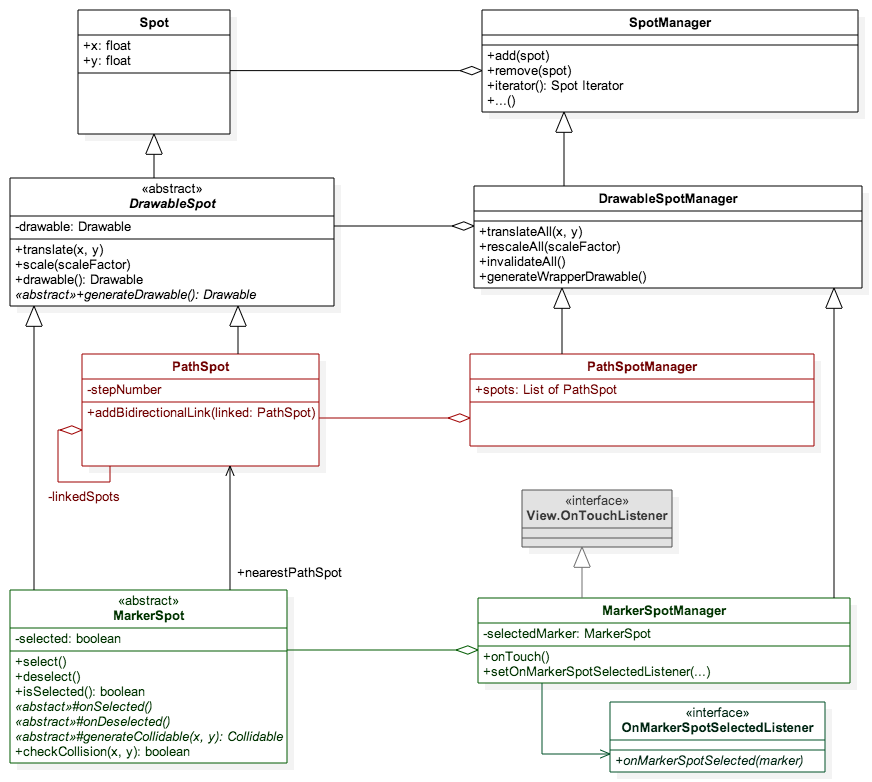 Spot
+x: float
+y: float
SpotManager
+add(spot)
+remove(spot)
+iterator(): Spot Iterator
+...()
«abstract»
DrawableSpot
-drawable: Drawable
+translate(x, y)
+scale(scaleFactor)
+drawable(): Drawable
«abstract»+generateDrawable(): Drawable
DrawableSpotManager
+translateAll(x, y)
+rescaleAll(scaleFactor)
+invalidateAll()
+generateWrapperDrawable()
PathSpot
-stepNumber
+addBidirectionalLink(linked: PathSpot)
-linkedSpots
PathSpotManager
+spots: List of PathSpot
«interface»
View.OnTouchListener
+nearestPathSpot
«abstract»
MarkerSpot
-selected: boolean
+select()
+deselect()
+isSelected(): boolean
«abstact»#onSelected()
«abstract»#onDeselected()
«abstract»#generateCollidable(x, y): Collidable
+checkCollision(x, y): boolean
MarkerSpotManager
-selectedMarker: MarkerSpot
+onTouch()
+setOnMarkerSpotSelectedListener(...)
«interface»
OnMarkerSpotSelectedListener
+onMarkerSpotSelected(marker)